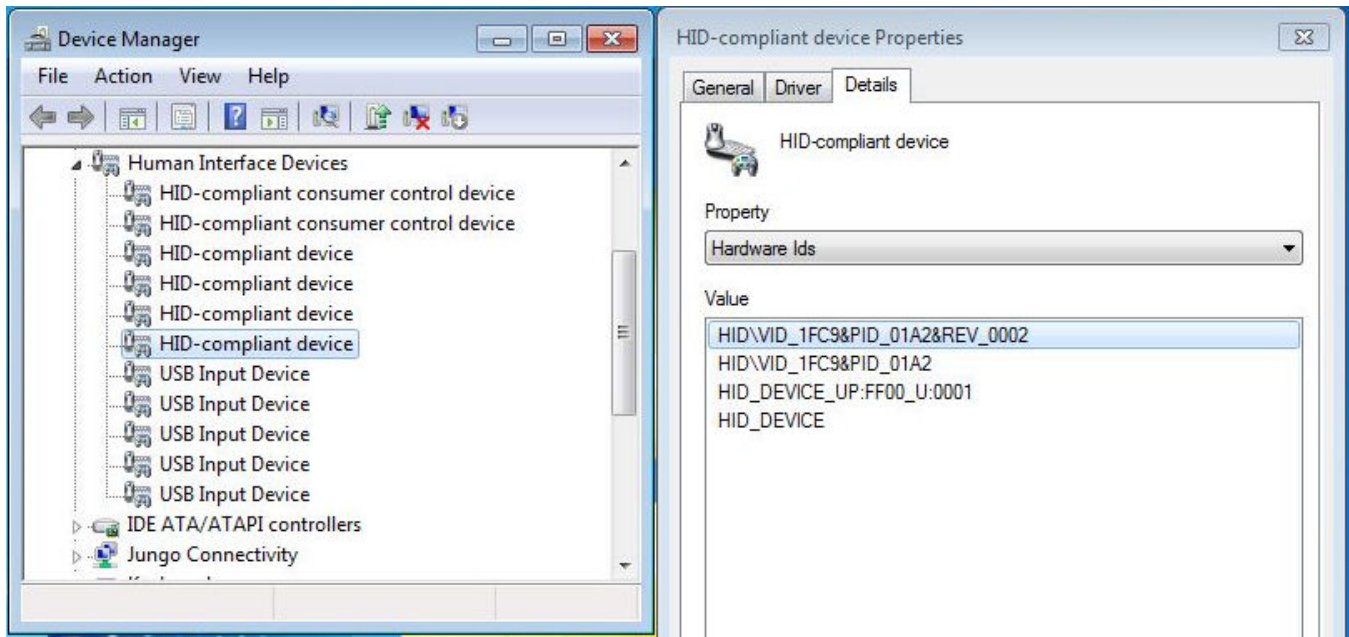 Device Manager
File Action View Help
Human Interface Devices
HID-compliant consumer control device
HID-compliant consumer control device
HID-compliant device
HID-compliant device
HID-compliant device
HID-compliant device
USB Input Device
USB Input Device
USB Input Device
USB Input Device
USB Input Device
IDE ATA/ATAPI controllers
Jungo Connectivity
HID-compliant device Properties
General Driver Details
HID-compliant device
Property
Hardware Ids
Value
HID\VID_1FC9&PID_01A2&REV_0002
HID\VID_1FC9&PID_01A2
HID_DEVICE_UP:FF00_U:0001
HID_DEVICE